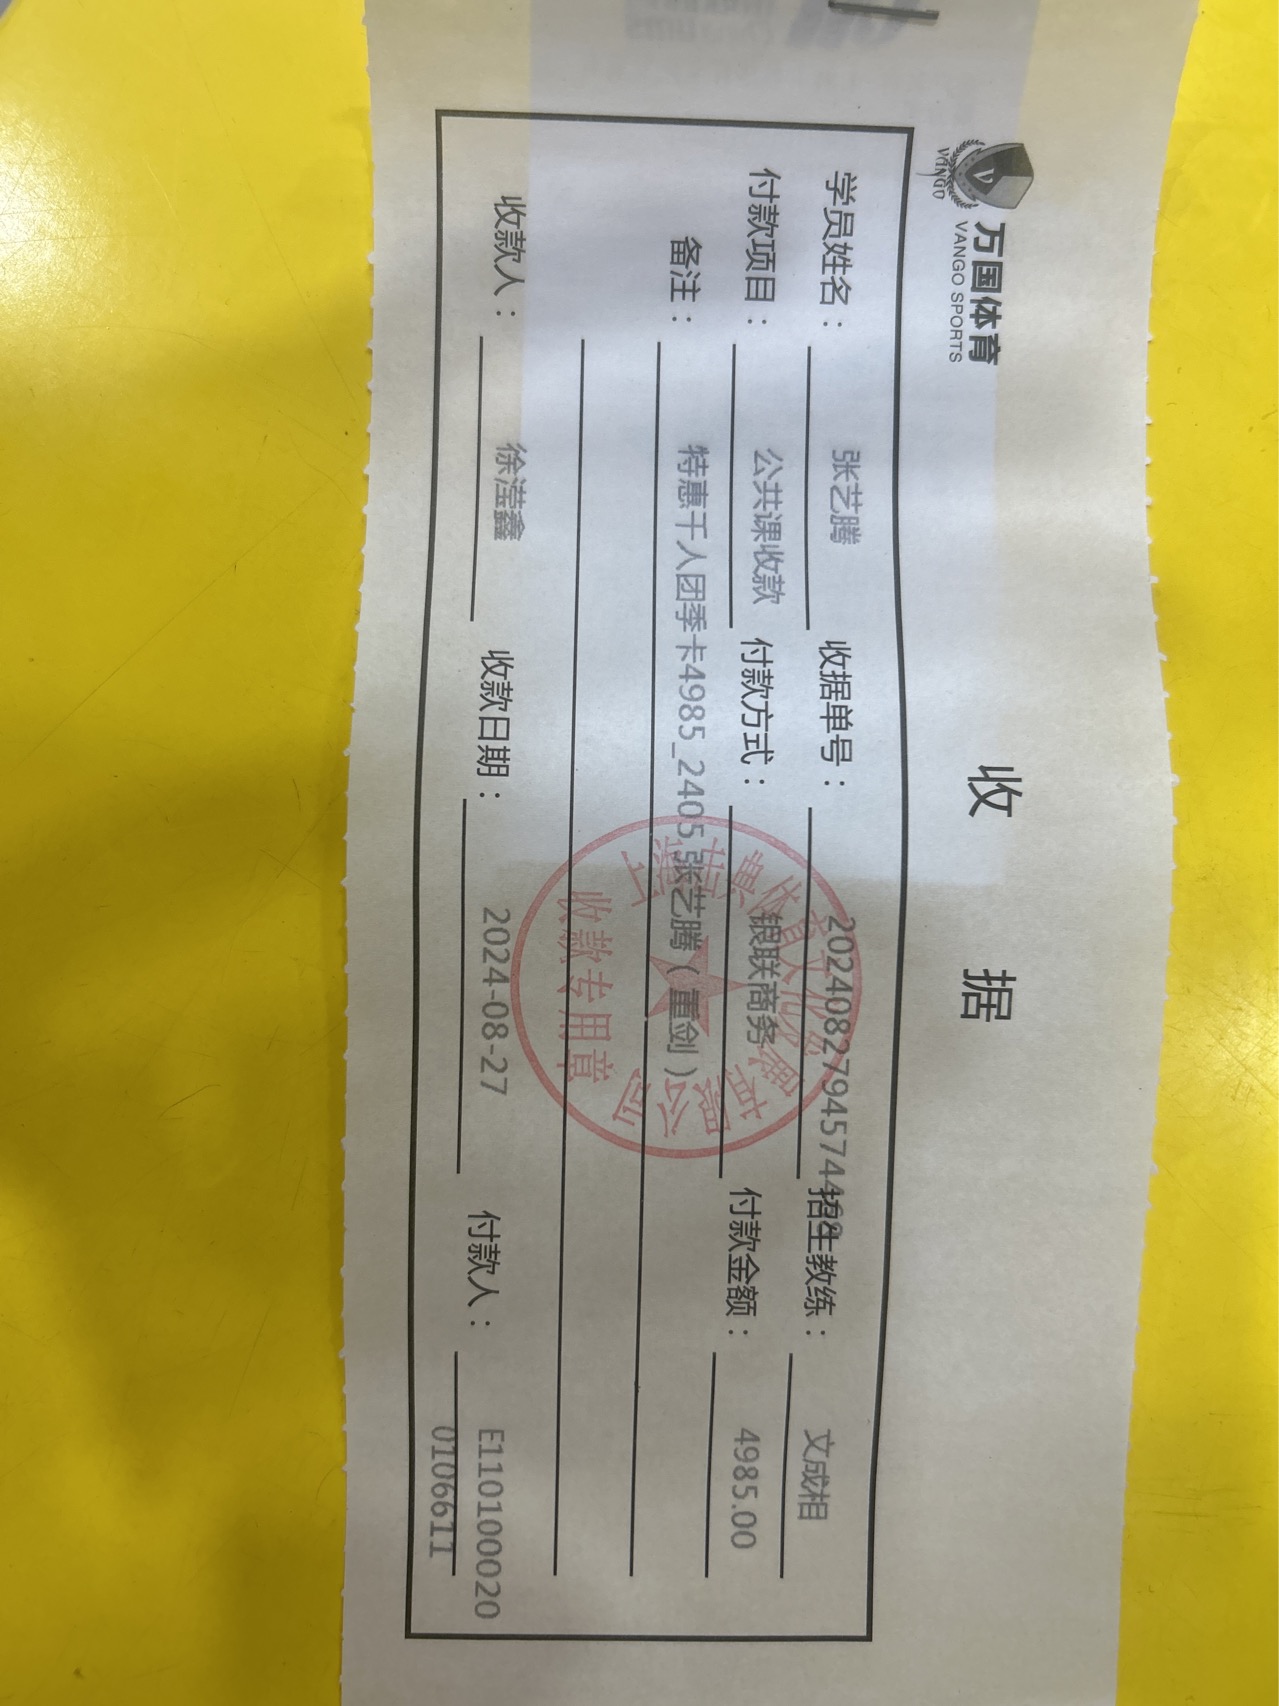 VANGO
万国体育
VANGO SPORTS
收 据
学员姓名： 张艺腾 收据单号： 招生教练： 文成相
付款项目： 公共课收款 付款方式： 银联商务 付款金额： 4985.00
备注： 特惠千人团季卡4985_2405张艺腾（重剑）
收款人： 徐滢鑫 收款日期： 2024-08-27 付款人： E110100020
0106611
收款专用章